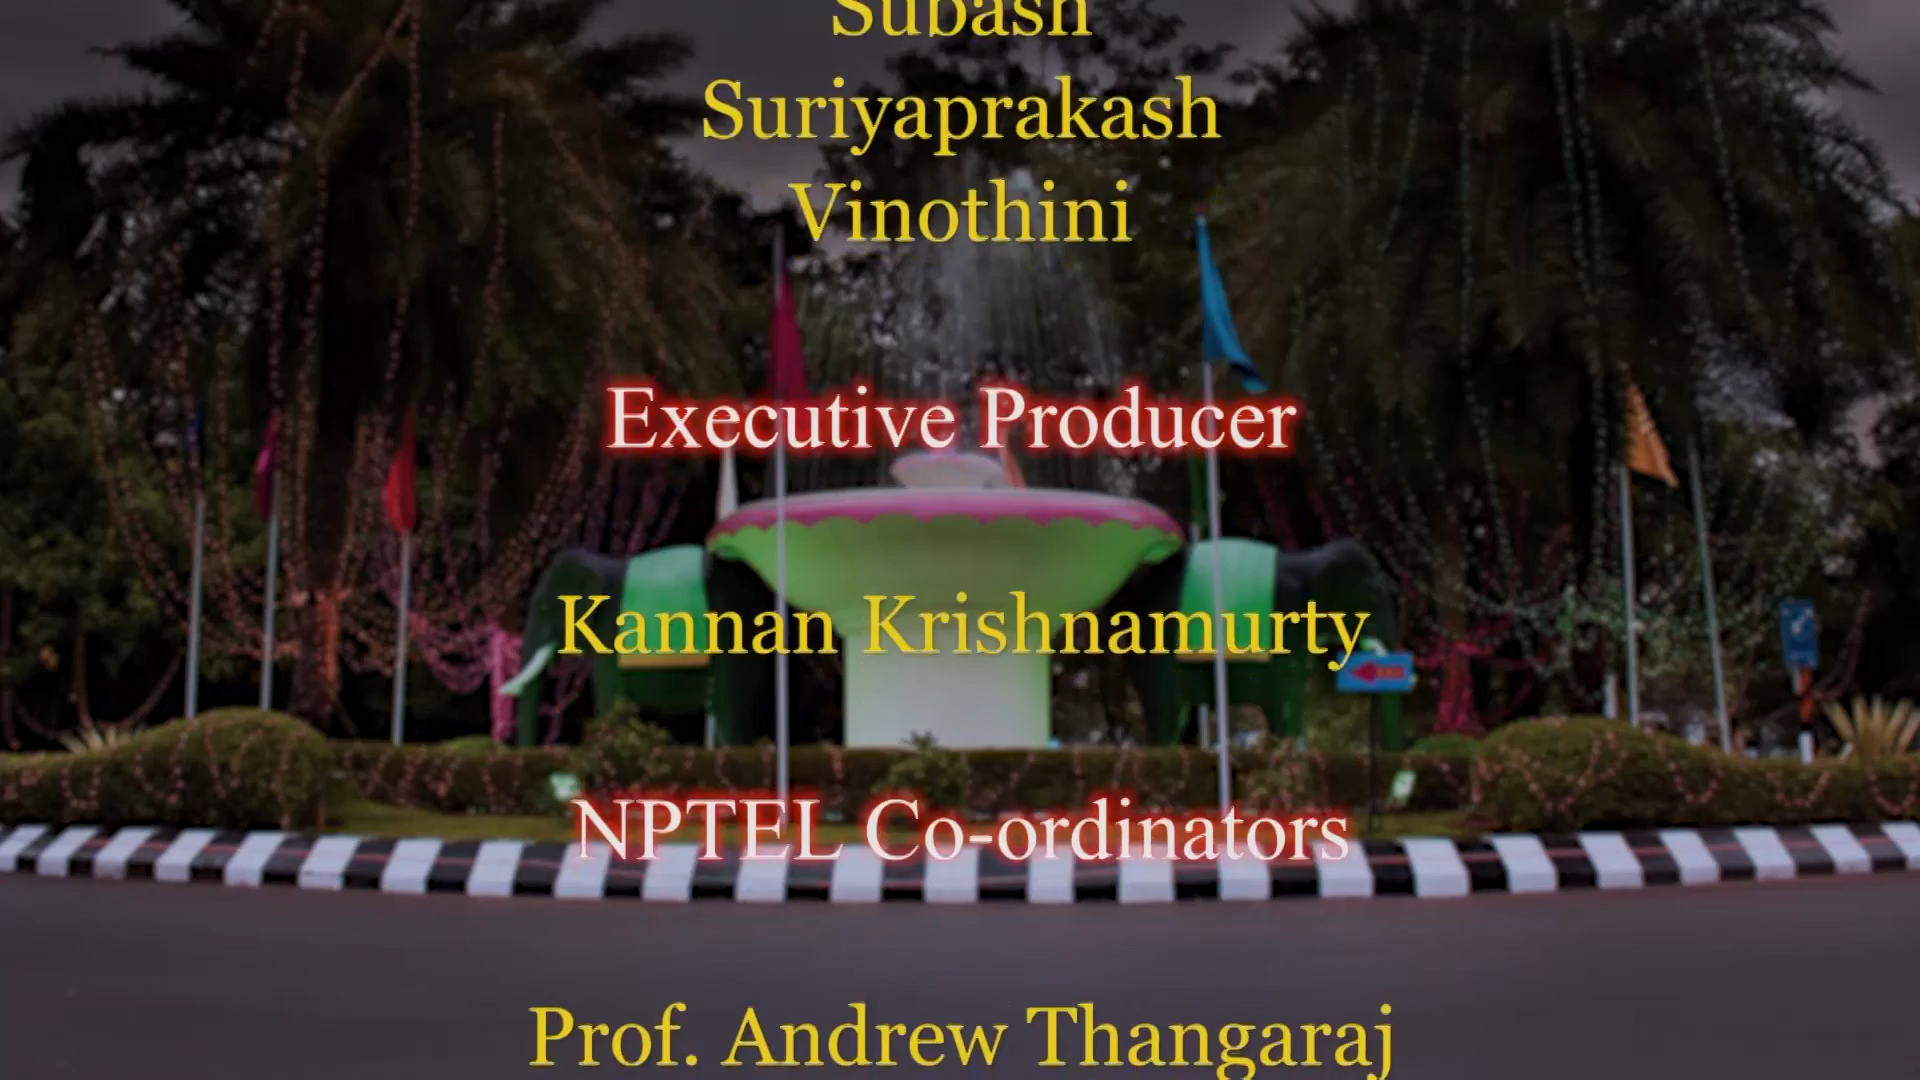 Subash
Suriyaprakash
Vinothini
Executive Producer
Kannan Krishnamurty
NPTEL Co-ordinators
Prof. Andrew Thangaraj